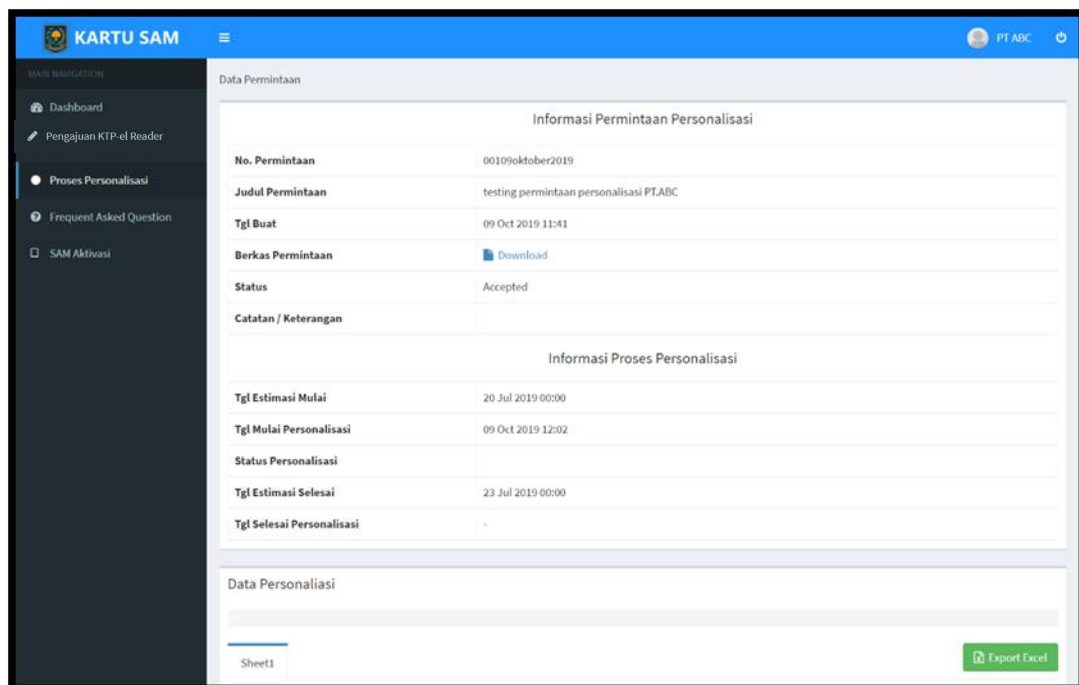 KARTU SAM
PT ABC
MAIN NAVIGATION
Dashboard
Pengajuan KTP-el Reader
Proses Personalisasi
Frequent Asked Question
SAM Aktivasi
Data Permintaan
Informasi Permintaan Personalisasi
No. Permintaan 00109oktober2019
Judul Permintaan testing permintaan personalisasi PT.ABC
Tgl Buat 09 Oct 2019 11:41
Berkas Permintaan Download
Status Accepted
Catatan / Keterangan
Informasi Proses Personalisasi
Tgl Estimasi Mulai 20 Jul 2019 00:00
Tgl Mulai Personalisasi 09 Oct 2019 12:02
Status Personalisasi
Tgl Estimasi Selesai 23 Jul 2019 00:00
Tgl Selesai Personalisasi -
Data Personaliasi
Sheet1
Export Excel